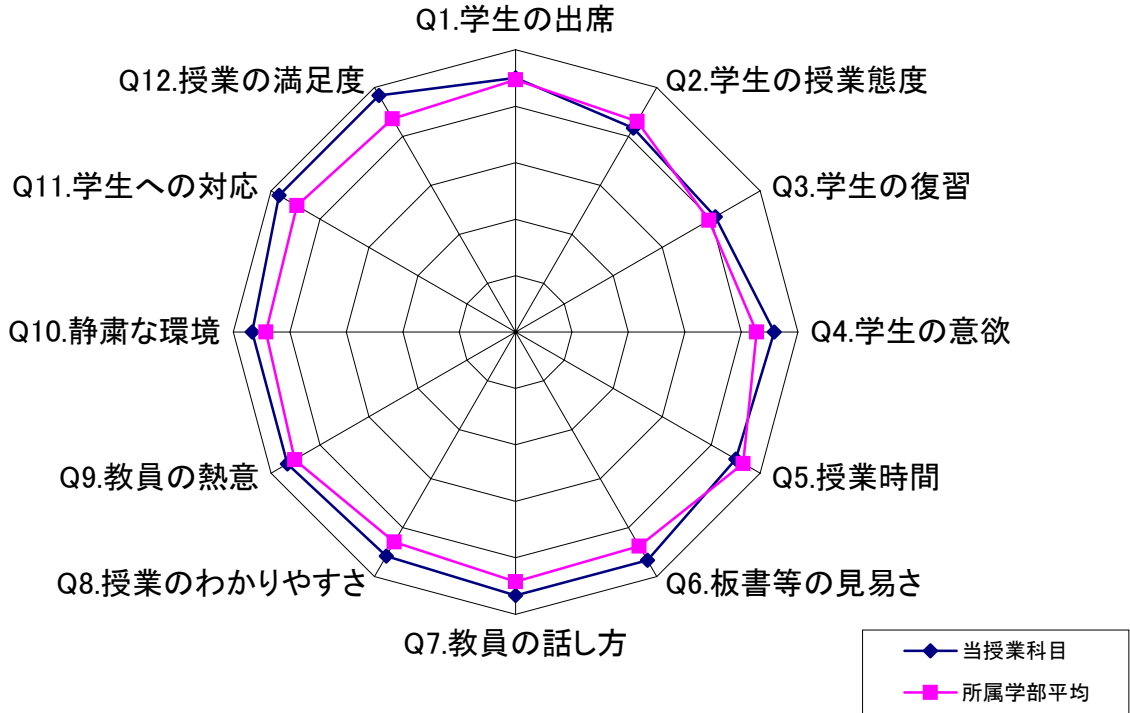 Q1.学生の出席
Q2.学生の授業態度
Q3.学生の復習
Q4.学生の意欲
Q5.授業時間
Q6.板書等の見易さ
Q7.教員の話し方
Q8.授業のわかりやすさ
Q9.教員の熱意
Q10.静粛な環境
Q11.学生への対応
Q12.授業の満足度
当授業科目
所属学部平均